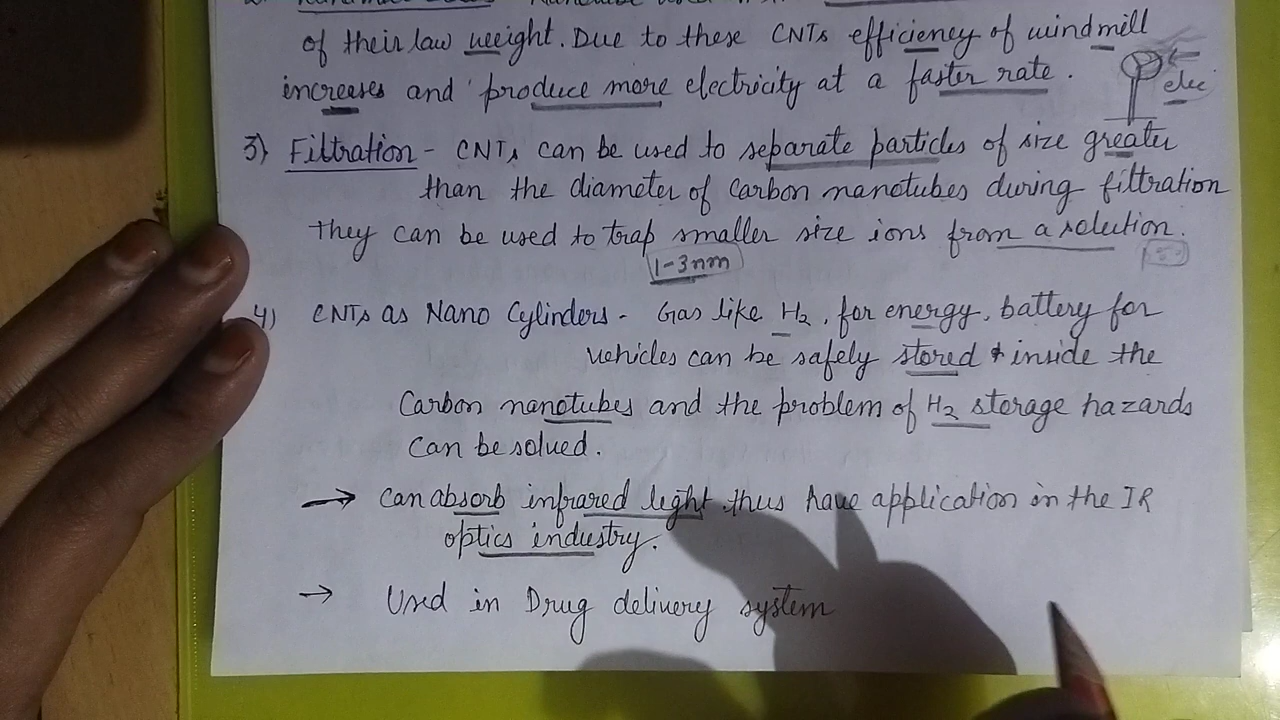 of their law weight. Due to these CNTs efficiency of windmill
increases and produce more electricity at a faster rate.
elec
3) Filtration - CNTs can be used to separate particles of size greater
than the diameter of Carbon nanotubes during filtration
they can be used to trap smaller size ions from a solution.
1-3nm
4) CNTs as Nano Cylinders - Gas like H2, for energy, battery for
vehicles can be safely stored & inside the
Carbon nanotubes and the problem of H2 storage hazards
can be solved.
→ can absorb infrared light thus have application in the IR
optics industry.
→ Used in Drug delivery system